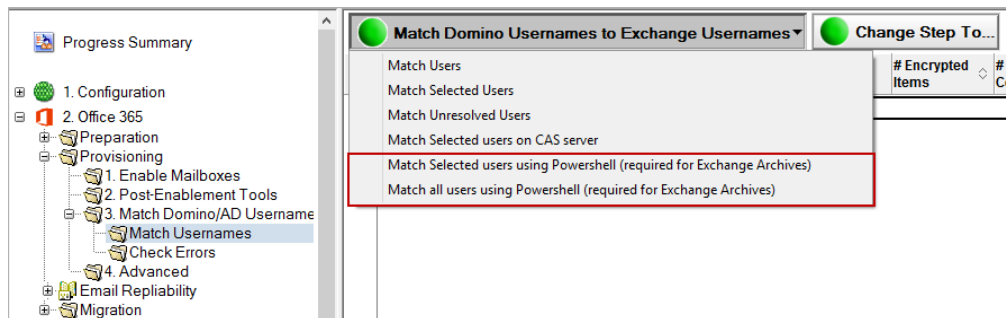 Progress Summary
1. Configuration
2. Office 365
Preparation
Provisioning
1. Enable Mailboxes
2. Post-Enablement Tools
3. Match Domino/AD Username
Match Usernames
Check Errors
4. Advanced
Email Repliability
Migration
Match Domino Usernames to Exchange Usernames
Change Step To...
Match Users
Match Selected Users
Match Unresolved Users
Match Selected users on CAS server
Match Selected users using Powershell (required for Exchange Archives)
Match all users using Powershell (required for Exchange Archives)
# Encrypted
Items
#